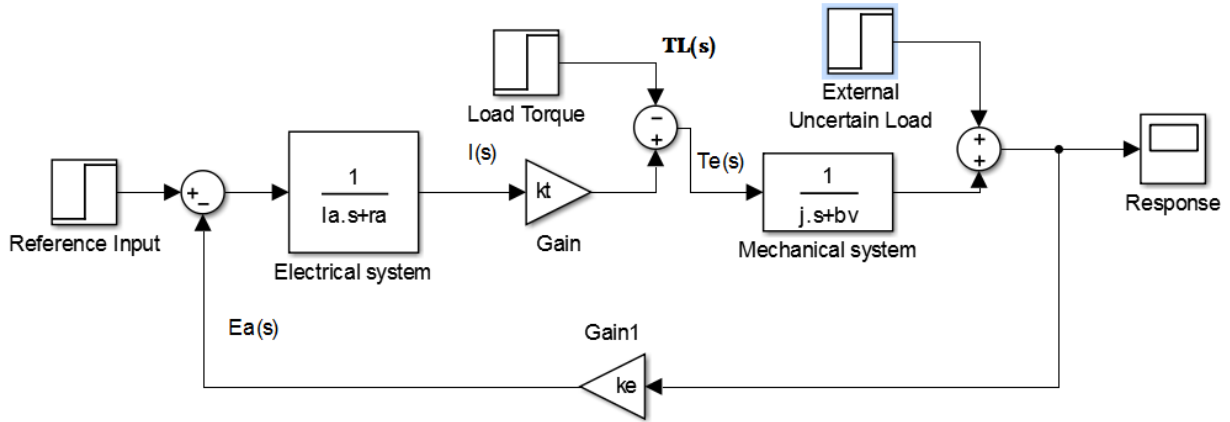 TL(s)
Load Torque
External
Uncertain Load
I(s)
Te(s)
+
−
1
la.s+ra
kt
−
+
1
j.s+bv
+
+
Reference Input
Electrical system
Gain
Mechanical system
Response
Ea(s)
Gain1
ke